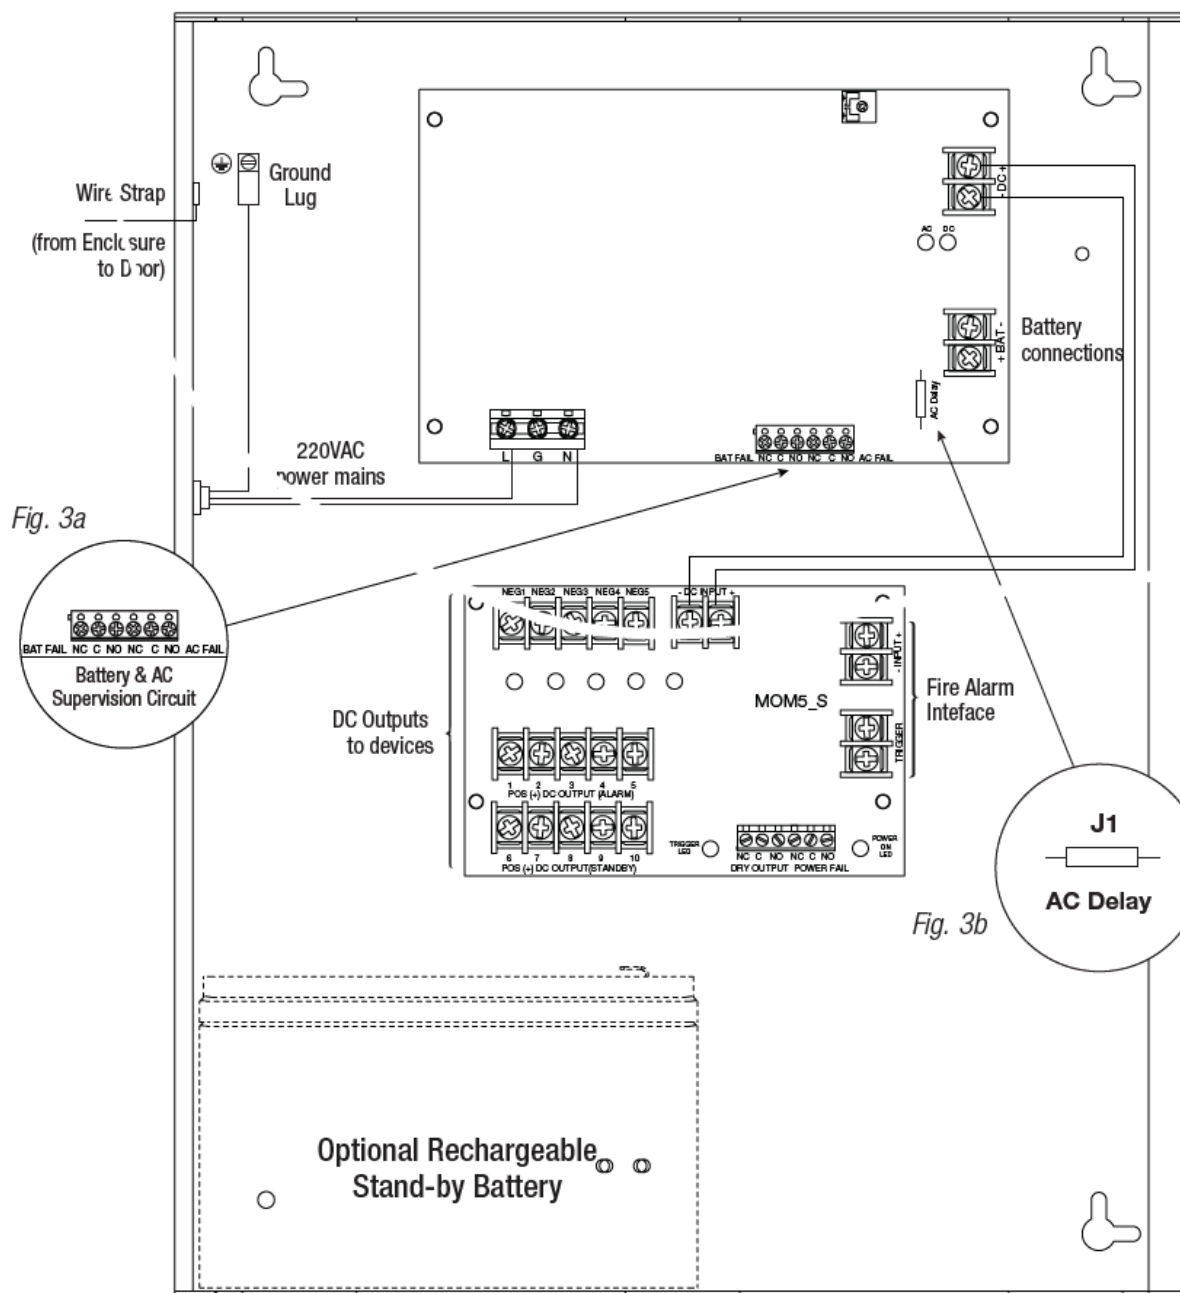 Ground
Lug
Wire Strap
(from Enclosure
to Door)
AC DC
- DC +
+ BAT -
Battery
connections
AC Delay
220VAC
power mains
L G N
BAT FAIL NC C NO NC C NO AC FAIL
Fig. 3a
BAT FAIL NC C NO NC C NO AC FAIL
Battery & AC
Supervision Circuit
NEG1 NEG2 NEG3 NEG4 NEG5
- DC INPUT +
- INPUT +
MOM5_S
Fire Alarm
Inteface
TRIGGER
DC Outputs
to devices
1 2 3 4 5
POS (+) DC OUTPUT (ALARM)
6 7 8 9 10
POS (+) DC OUTPUT(STANDBY)
TRIGGER
LED
NC C NO NC C NO
DRY OUTPUT POWER FAIL
POWER
ON
LED
J1
AC Delay
Fig. 3b
Optional Rechargeable
Stand-by Battery